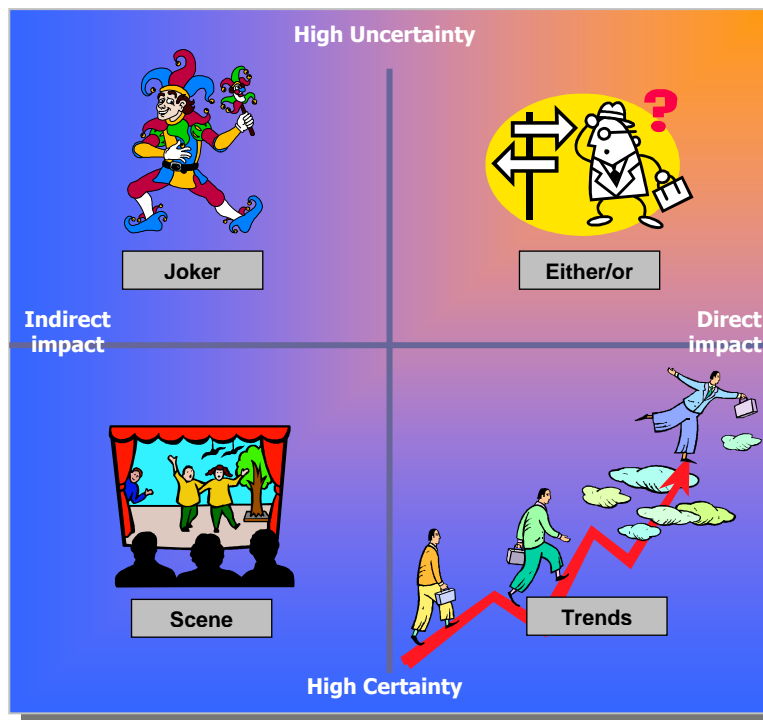 High Uncertainty
?
Joker
Either/or
Indirect
impact
Direct
impact
Scene
Trends
High Certainty